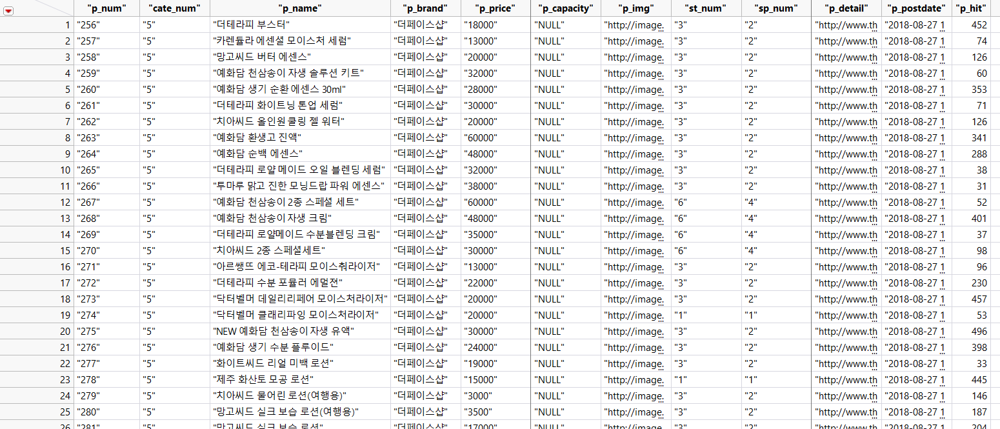 "p_num" "cate_num" "p_name" "p_brand" "p_price" "p_capacity" "p_img" "st_num" "sp_num" "p_detail" "p_postdate" "p_hit"
1 "256" "5" "더테라피 부스터" "더페이스샵" "18000" "NULL" "http://image. "3" "2" "http://www.th "2018-08-27 1 452
2 "257" "5" "카렌듈라 에센셜 모이스처 세럼" "더페이스샵" "13000" "NULL" "http://image. "3" "2" "http://www.th "2018-08-27 1 74
3 "258" "5" "망고씨드 버터 에센스" "더페이스샵" "20000" "NULL" "http://image. "3" "2" "http://www.th "2018-08-27 1 126
4 "259" "5" "예화담 천삼송이 자생 솔루션 키트" "더페이스샵" "32000" "NULL" "http://image. "3" "2" "http://www.th "2018-08-27 1 60
5 "260" "5" "예화담 생기 순환 에센스 30ml" "더페이스샵" "28000" "NULL" "http://image. "3" "2" "http://www.th "2018-08-27 1 353
6 "261" "5" "더테라피 화이트닝 톤업 세럼" "더페이스샵" "30000" "NULL" "http://image. "3" "2" "http://www.th "2018-08-27 1 71
7 "262" "5" "치아씨드 올인원 쿨링 젤 워터" "더페이스샵" "20000" "NULL" "http://image. "3" "2" "http://www.th "2018-08-27 1 126
8 "263" "5" "예화담 환생고 진액" "더페이스샵" "60000" "NULL" "http://image. "3" "2" "http://www.th "2018-08-27 1 341
9 "264" "5" "예화담 순백 에센스" "더페이스샵" "48000" "NULL" "http://image. "3" "2" "http://www.th "2018-08-27 1 288
10 "265" "5" "더테라피 로얄 메이드 오일 블렌딩 세럼" "더페이스샵" "32000" "NULL" "http://image. "3" "2" "http://www.th "2018-08-27 1 38
11 "266" "5" "투마루 맑고 진한 모닝드랍 파워 에센스" "더페이스샵" "38000" "NULL" "http://image. "3" "2" "http://www.th "2018-08-27 1 31
12 "267" "5" "예화담 천삼송이 2종 스페셜 세트" "더페이스샵" "60000" "NULL" "http://image. "6" "4" "http://www.th "2018-08-27 1 52
13 "268" "5" "예화담 천삼송이 자생 크림" "더페이스샵" "48000" "NULL" "http://image. "6" "4" "http://www.th "2018-08-27 1 401
14 "269" "5" "더테라피 로얄메이드 수분블렌딩 크림" "더페이스샵" "35000" "NULL" "http://image. "6" "4" "http://www.th "2018-08-27 1 37
15 "270" "5" "치아씨드 2종 스페셜세트" "더페이스샵" "30000" "NULL" "http://image. "6" "4" "http://www.th "2018-08-27 1 98
16 "271" "5" "아르쌩뜨 에코-테라피 모이스춰라이저" "더페이스샵" "13000" "NULL" "http://image. "3" "2" "http://www.th "2018-08-27 1 96
17 "272" "5" "더테라피 수분 포뮬러 에멀젼" "더페이스샵" "22000" "NULL" "http://image. "3" "2" "http://www.th "2018-08-27 1 230
18 "273" "5" "닥터벨머 데일리리페어 모이스처라이저" "더페이스샵" "20000" "NULL" "http://image. "3" "2" "http://www.th "2018-08-27 1 457
19 "274" "5" "닥터벨머 클래리파잉 모이스처라이저" "더페이스샵" "20000" "NULL" "http://image. "1" "1" "http://www.th "2018-08-27 1 53
20 "275" "5" "NEW 예화담 천삼송이 자생 유액" "더페이스샵" "30000" "NULL" "http://image. "3" "2" "http://www.th "2018-08-27 1 496
21 "276" "5" "예화담 생기 수분 플루이드" "더페이스샵" "24000" "NULL" "http://image. "3" "2" "http://www.th "2018-08-27 1 398
22 "277" "5" "화이트씨드 리얼 미백 로션" "더페이스샵" "19000" "NULL" "http://image. "3" "2" "http://www.th "2018-08-27 1 33
23 "278" "5" "제주 화산토 모공 로션" "더페이스샵" "15000" "NULL" "http://image. "1" "1" "http://www.th "2018-08-27 1 445
24 "279" "5" "치아씨드 물어린 로션(여행용)" "더페이스샵" "3000" "NULL" "http://image. "3" "2" "http://www.th "2018-08-27 1 146
25 "280" "5" "망고씨드 실크 보습 로션(여행용)" "더페이스샵" "3500" "NULL" "http://image. "3" "2" "http://www.th "2018-08-27 1 187
26 "281" "5" "망고씨드 실크 보습 로션" "더페이스샵" "17000" "NULL" "http://image. "3" "2" "http://www.th "2018-08-27 1 204